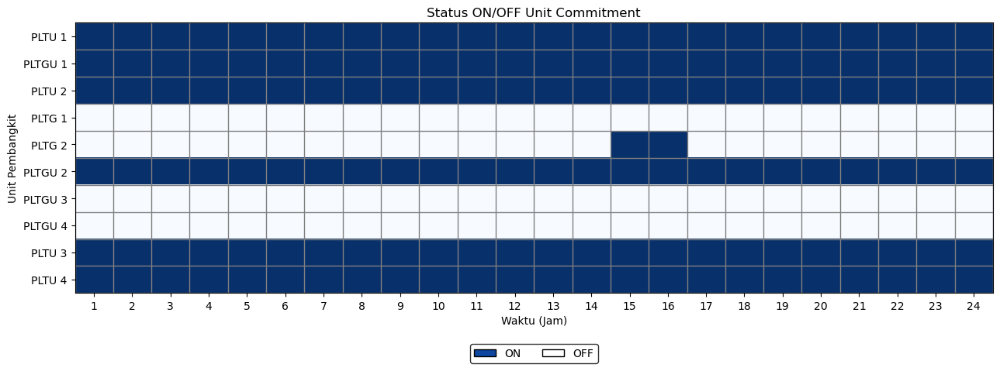 Status ON/OFF Unit Commitment
Unit Pembangkit
PLTU 1
PLTGU 1
PLTU 2
PLTG 1
PLTG 2
PLTGU 2
PLTGU 3
PLTGU 4
PLTU 3
PLTU 4
1 2 3 4 5 6 7 8 9 10 11 12 13 14 15 16 17 18 19 20 21 22 23 24
Waktu (Jam)
ON OFF